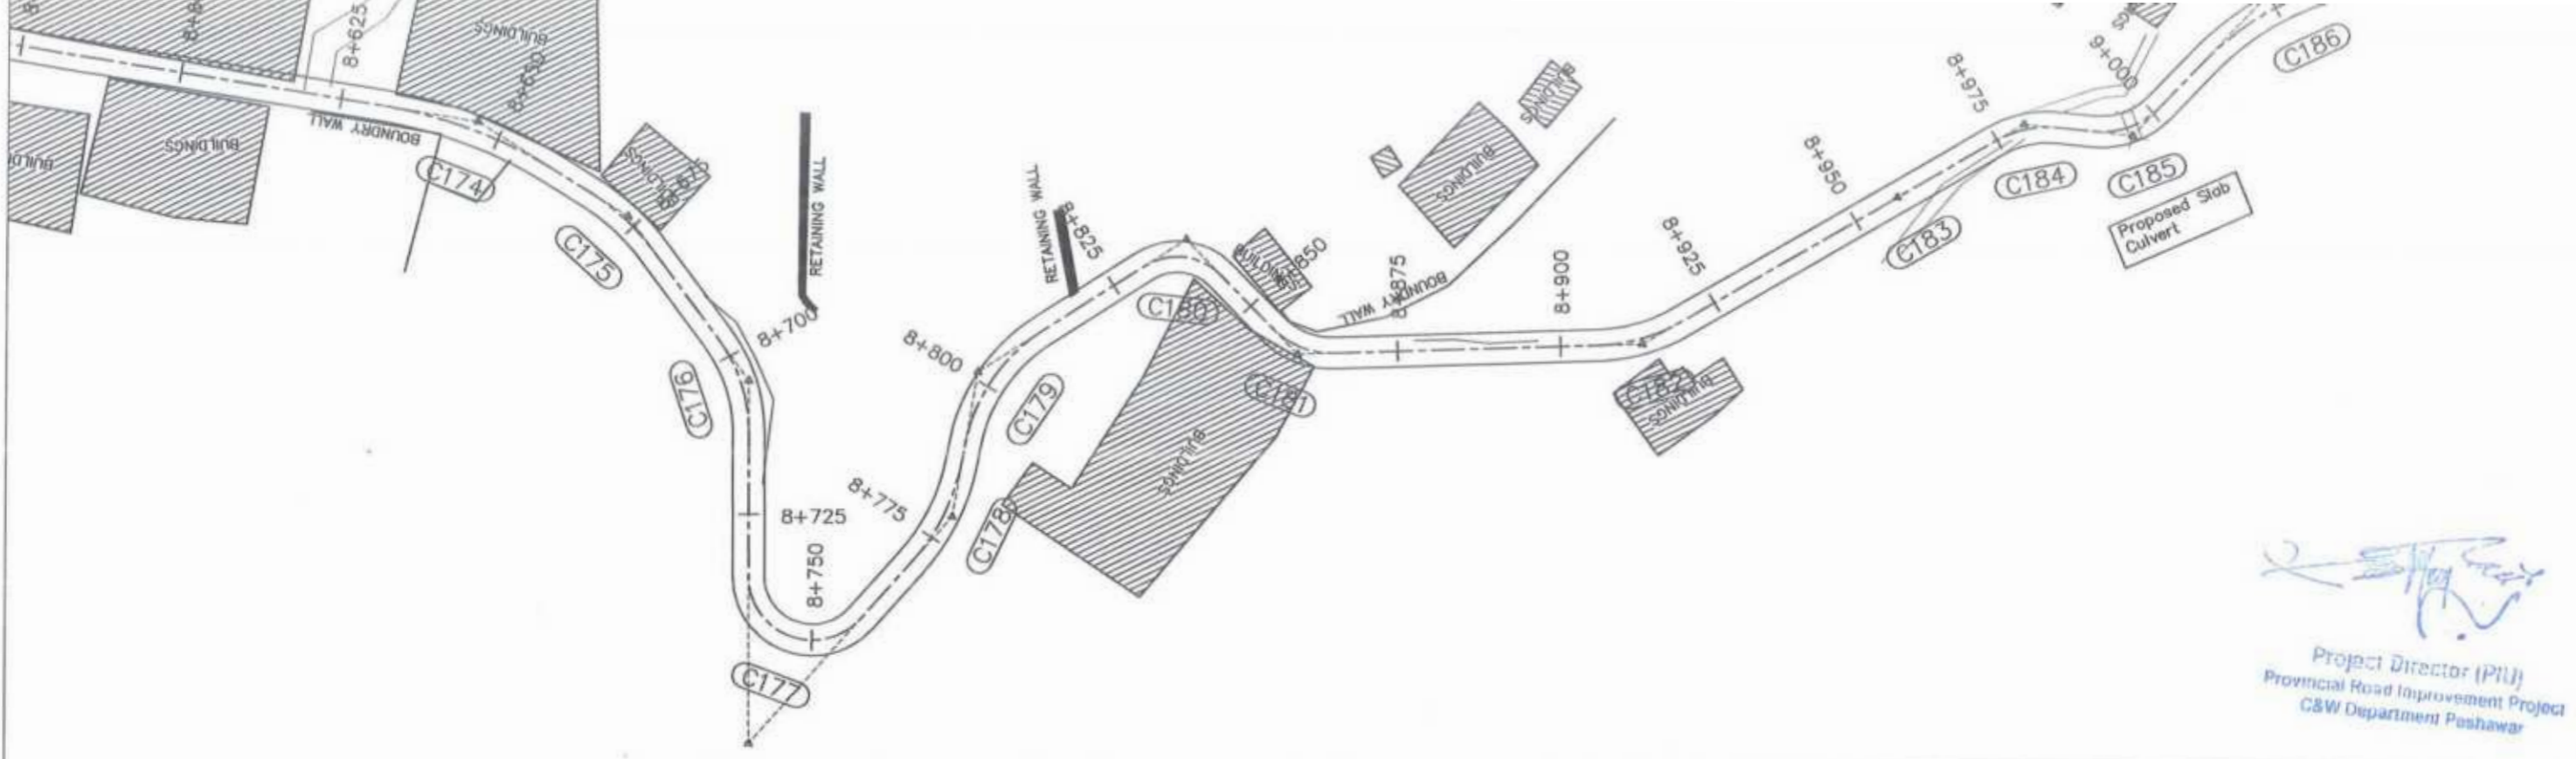 8+625
BUILDINGS
8+650
BUILDINGS
BUILDINGS
BOUNDRY WALL
C174
BUILDINGS
8+675
C175
RETAINING WALL
8+700
C176
8+725
8+750
C177
8+775
C178
8+800
C179
RETAINING WALL
8+825
C180
BUILDINGS
8+850
C181
BUILDINGS
BOUNDRY WALL
8+875
BUILDINGS
BUILDINGS
8+900
C182
BUILDINGS
8+925
8+950
C183
8+975
C184
9+000
C185
Proposed Slab
Culvert
C186
Project Director (PIU)
Provincial Road Improvement Project
C&W Department Peshawar